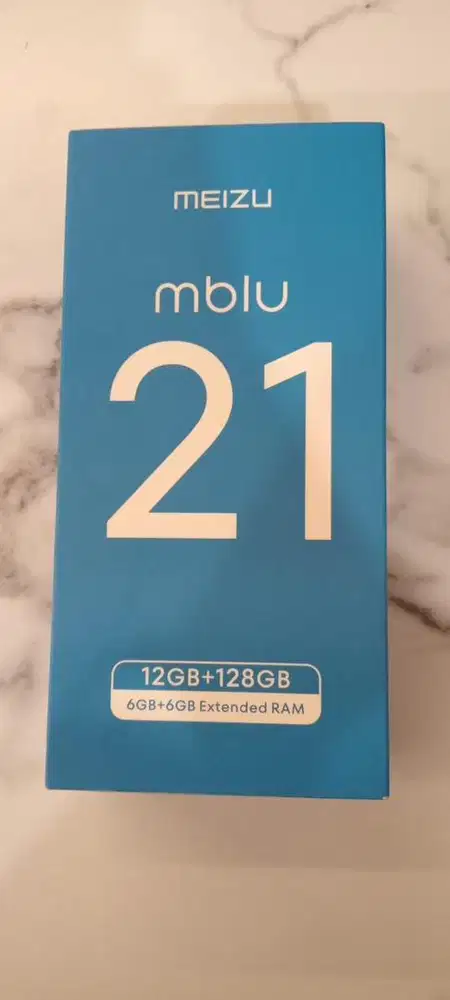 MEIZU
mblu
21
12GB+128GB
6GB+6GB Extended RAM